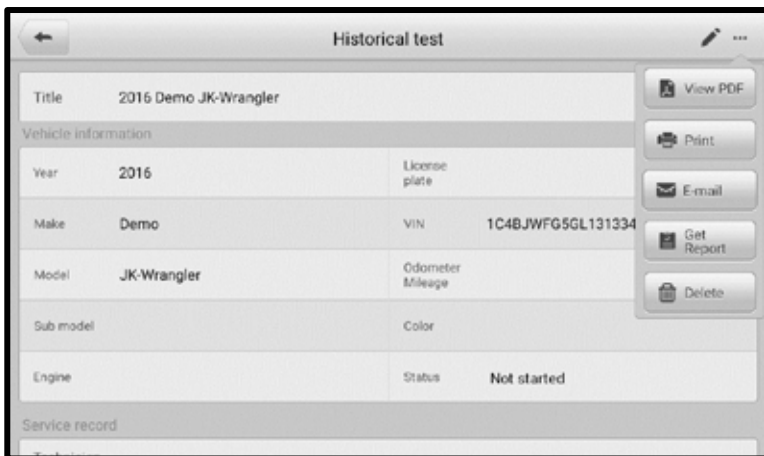 Historical test
Title 2016 Demo JK-Wrangler
Vehicle information
Year 2016 License plate
Make Demo VIN 1C4BJWFG5GL131334
Model JK-Wrangler Odometer Mileage
Sub model Color
Engine Status Not started
Service record
View PDF
Print
E-mail
Get Report
Delete